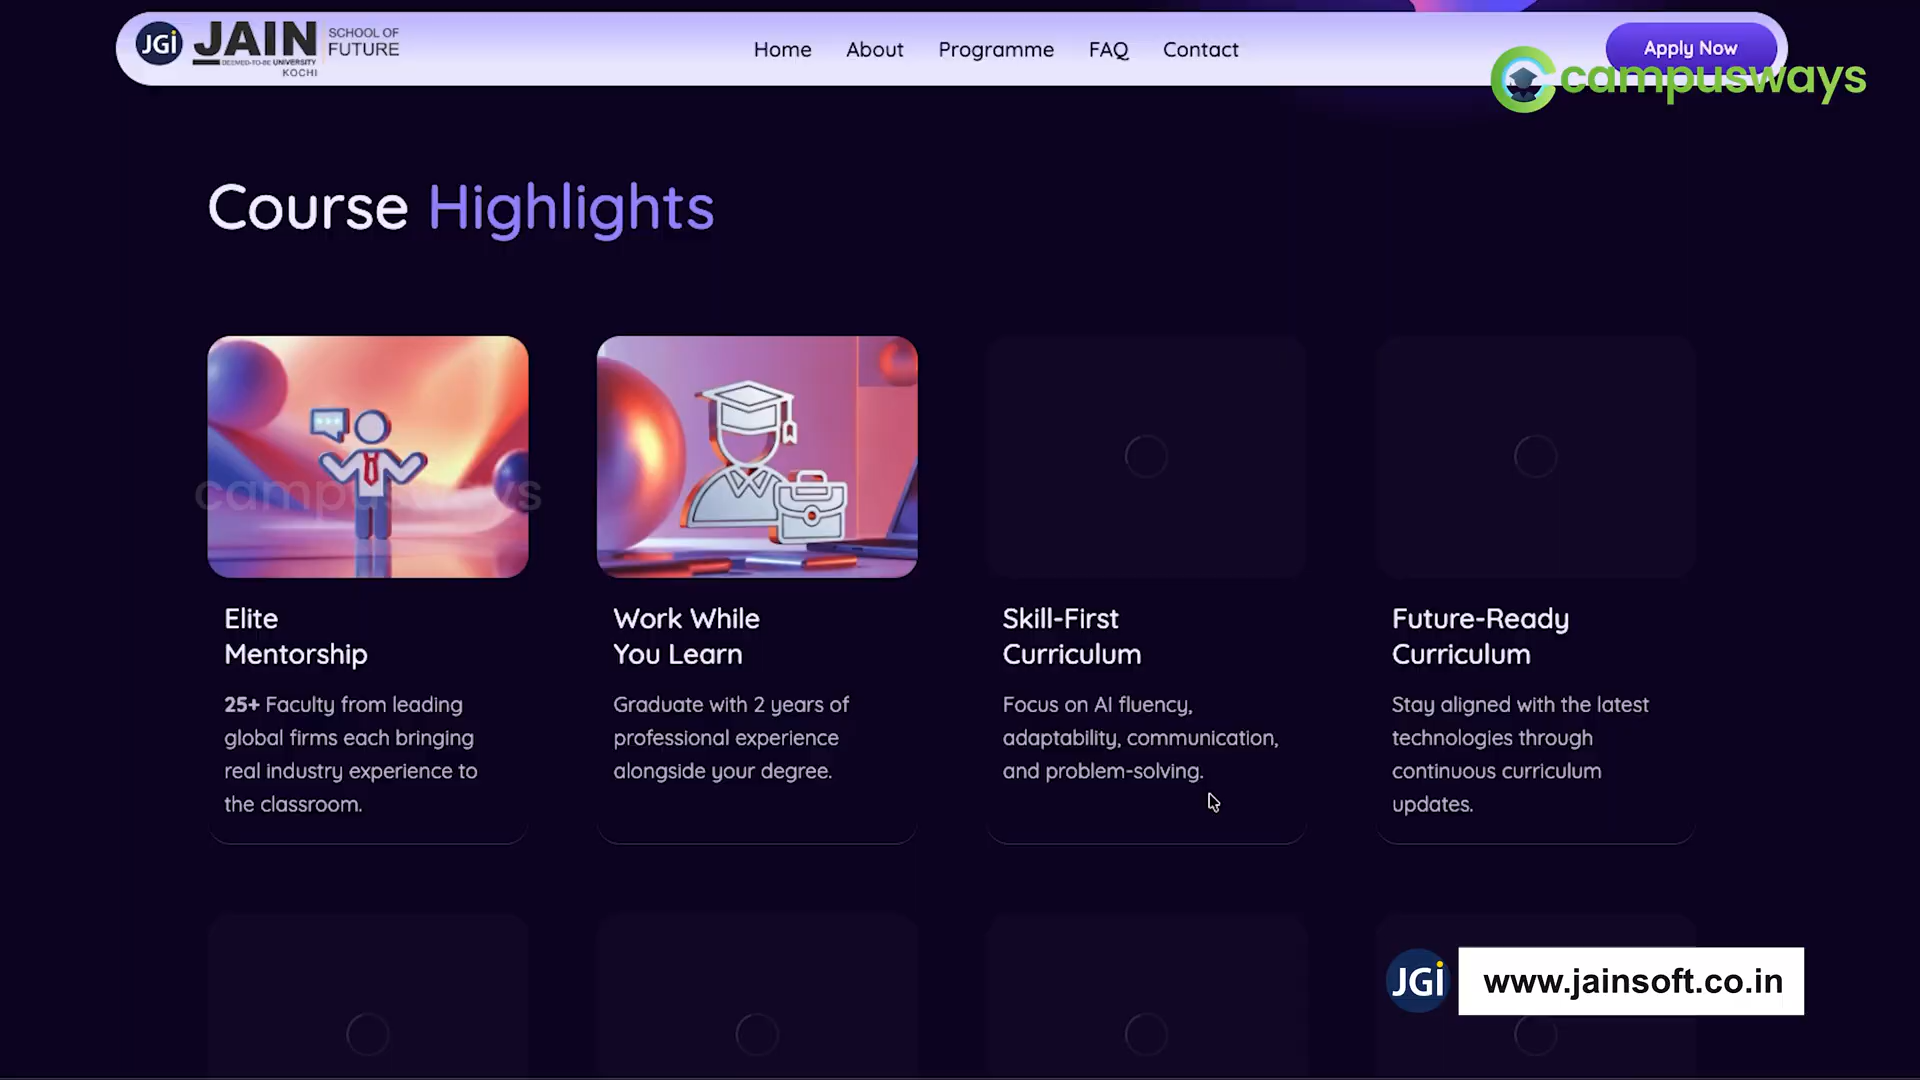 JGi JAIN SCHOOL OF FUTURE
DEEMED-TO-BE UNIVERSITY
KOCHI
Home About Programme FAQ Contact
Apply Now
campusways
Course Highlights
campusways
Elite
Mentorship
25+ Faculty from leading
global firms each bringing
real industry experience to
the classroom.
Work While
You Learn
Graduate with 2 years of
professional experience
alongside your degree.
Skill-First
Curriculum
Focus on AI fluency,
adaptability, communication,
and problem-solving.
Future-Ready
Curriculum
Stay aligned with the latest
technologies through
continuous curriculum
updates.
JGi www.jainsoft.co.in